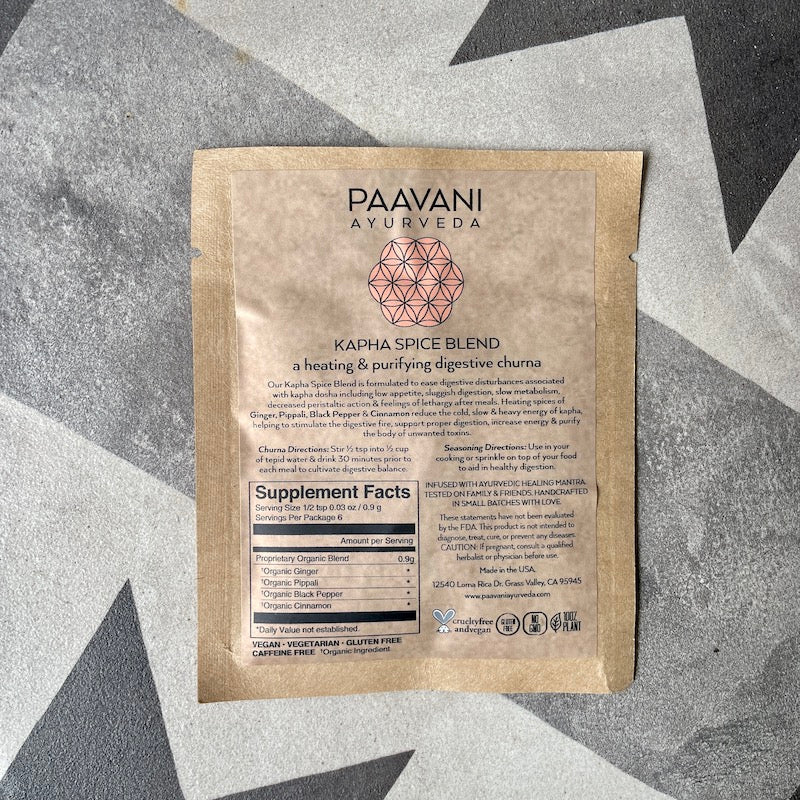 PAAVANI
AYURVEDA
KAPHA SPICE BLEND
a heating & purifying digestive churna
Our Kapha Spice Blend is formulated to ease digestive disturbances associated
with kapha dosha including low appetite, sluggish digestion, slow metabolism,
decreased peristaltic action & feelings of lethargy after meals. Heating spices of
Ginger, Pippali, Black Pepper & Cinnamon reduce the cold, slow & heavy energy of kapha,
helping to stimulate the digestive fire, support proper digestion, increase energy & purify
the body of unwanted toxins.
Churna Directions: Stir ½ tsp into ½ cup
of tepid water & drink 30 minutes prior to
each meal to cultivate digestive balance.
Supplement Facts
Serving Size 1/2 tsp 0.03 oz / 0.9 g
Servings Per Package 6
Amount per Serving
Proprietary Organic Blend 0.9g
†Organic Ginger *
†Organic Pippali *
†Organic Black Pepper *
†Organic Cinnamon *
*Daily Value not established.
VEGAN · VEGETARIAN · GLUTEN FREE
CAFFEINE FREE †Organic Ingredient
Seasoning Directions: Use in your
cooking or sprinkle on top of your food
to aid in healthy digestion.
INFUSED WITH AYURVEDIC HEALING MANTRA.
TESTED ON FAMILY & FRIENDS. HANDCRAFTED
IN SMALL BATCHES WITH LOVE.
These statements have not been evaluated
by the FDA. This product is not intended to
diagnose, treat, cure, or prevent any diseases.
CAUTION: If pregnant, consult a qualified
herbalist or physician before use.
Made in the USA.
12540 Loma Rica Dr. Grass Valley, CA 95945
www.paavaniayurveda.com
crueltyfree
andvegan
GLUTEN
FREE
NO
GMO
100%
PLANT